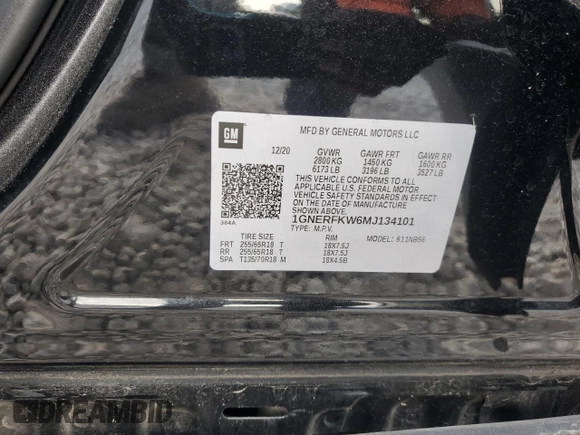 GM
MFD BY GENERAL MOTORS LLC
12/20 GVWR GAWR FRT GAWR RR
2800 KG 1450 KG 1600 KG
6173 LB 3196 LB 3527 LB
THIS VEHICLE CONFORMS TO ALL
APPLICABLE U.S. FEDERAL MOTOR
VEHICLE SAFETY STANDARDS IN EFFECT
ON THE DATE OF MANUFACTURE SHOWN ABOVE.
1GNERFKW6MJ134101
384A TYPE: M.P.V. MODEL: 611NB56
TIRE SIZE RIM
FRT 255/65R18 T 18X7.5J
RR 255/65R18 T 18X7.5J
SPA T135/70R18 M 18X4.5B
DREAMBID